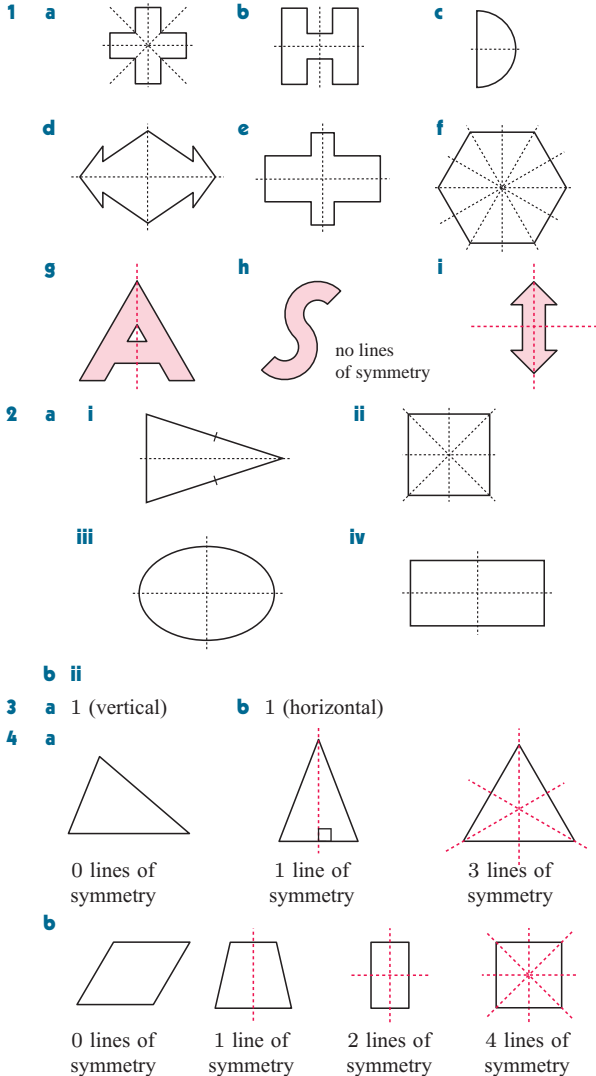 1 a b c
d e f
g h i
no lines
of symmetry
2 a i ii
iii iv
b ii
3 a 1 (vertical) b 1 (horizontal)
4 a
0 lines of
symmetry
1 line of
symmetry
3 lines of
symmetry
b
0 lines of
symmetry
1 line of
symmetry
2 lines of
symmetry
4 lines of
symmetry